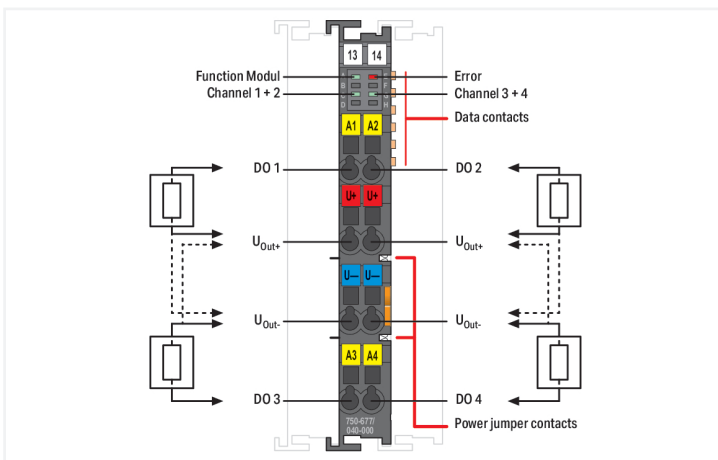 13 14
Function Modul
A E
Error
B F
Channel 1 + 2
C G
Channel 3 + 4
D H
Data contacts
A1 A2
DO 1
DO 2
U+ U+
UOut+
UOut+
U— U—
UOut-
UOut-
A3 A4
DO 3
DO 4
750-677/
040-000
Power jumper contacts